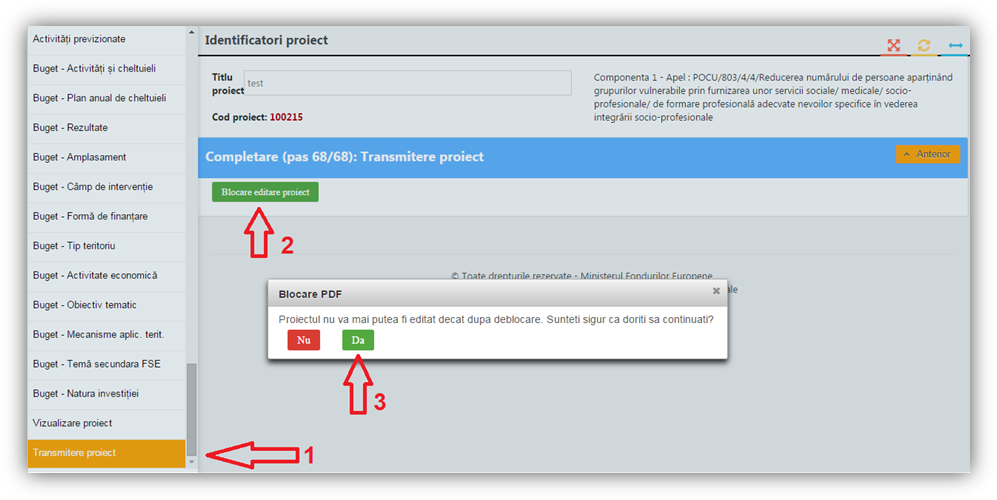 Activități previzionate
Buget - Activități și cheltuieli
Buget - Plan anual de cheltuieli
Buget - Rezultate
Buget - Amplasament
Buget - Câmp de intervenție
Buget - Formă de finanțare
Buget - Tip teritoriu
Buget - Activitate economică
Buget - Obiectiv tematic
Buget - Mecanisme aplic. terit.
Buget - Temă secundara FSE
Buget - Natura investiției
Vizualizare proiect
Transmitere proiect
1
Identificatori proiect
Titlu
proiect
test
Cod proiect: 100215
Componenta 1 - Apel : POCU/803/4/4/Reducerea numărului de persoane aparținând
grupurilor vulnerabile prin furnizarea unor servicii sociale/ medicale/ socio-
profesionale/ de formare profesională adecvate nevoilor specifice în vederea
integrării socio-profesionale
Completare (pas 68/68): Transmitere proiect
Anterior
Blocare editare proiect
2
© Toate drepturile rezervate - Ministerul Fondurilor Europene
Blocare PDF
Proiectul nu va mai putea fi editat decat dupa deblocare. Sunteti sigur ca doriti sa continuati?
Nu
Da
3